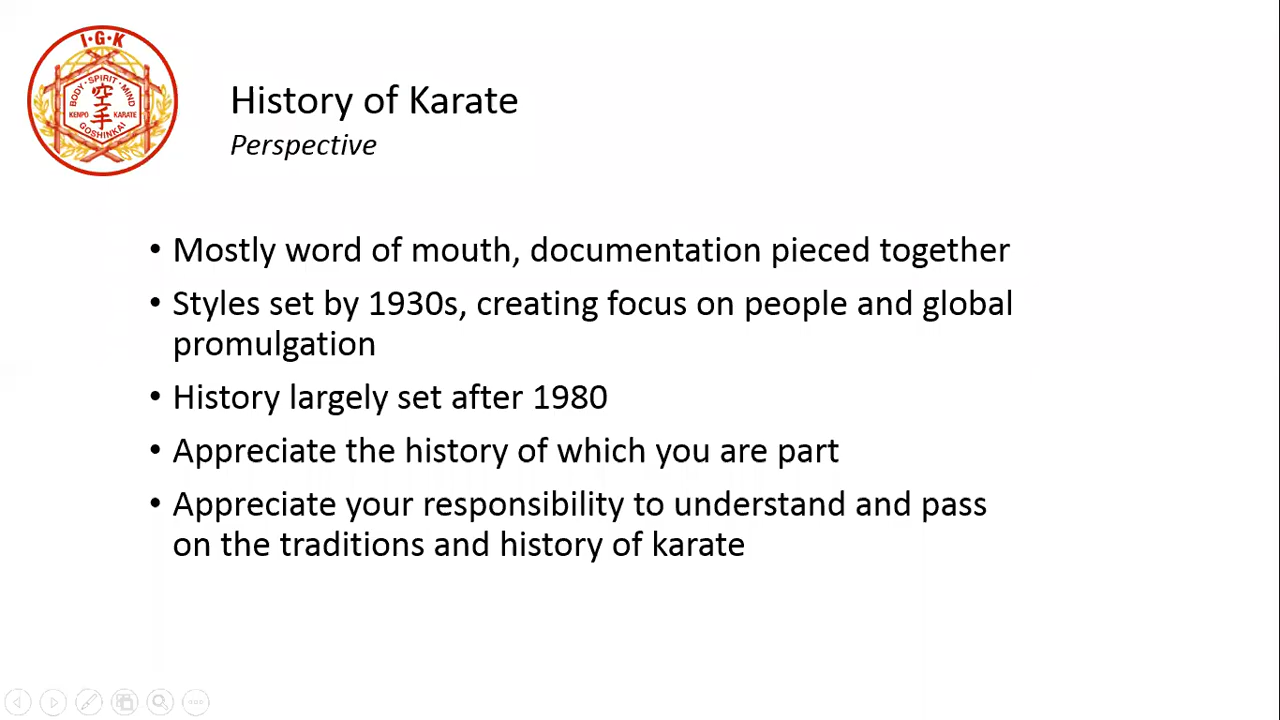 I·G·K
BODY·SPIRIT·MIND
空手
KENPO KARATE
GOSHINKAI
History of Karate
Perspective
• Mostly word of mouth, documentation pieced together
• Styles set by 1930s, creating focus on people and global
promulgation
• History largely set after 1980
• Appreciate the history of which you are part
• Appreciate your responsibility to understand and pass
on the traditions and history of karate